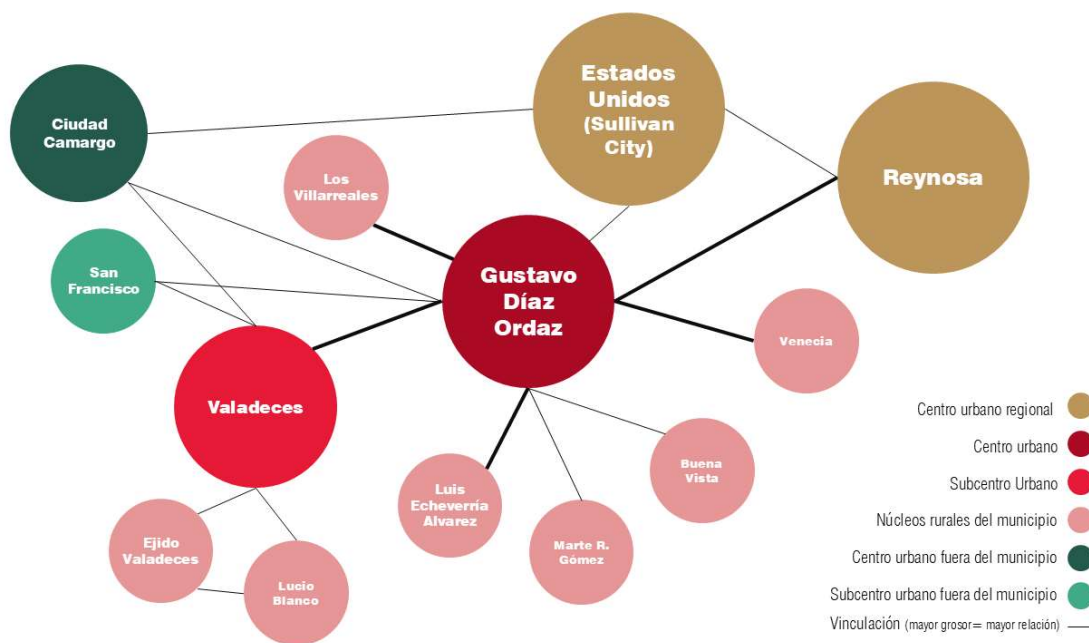 Estados
Unidos
(Sullivan
City)
Ciudad
Camargo
Reynosa
Los
Villarreales
San
Francisco
Gustavo
Díaz
Ordaz
Venecia
Valadeces
Luis
Echeverría
Alvarez
Buena
Vista
Ejido
Valadeces
Marte R.
Gómez
Lucio
Blanco
Centro urbano regional
Centro urbano
Subcentro Urbano
Núcleos rurales del municipio
Centro urbano fuera del municipio
Subcentro urbano fuera del municipio
Vinculación (mayor grosor= mayor relación)